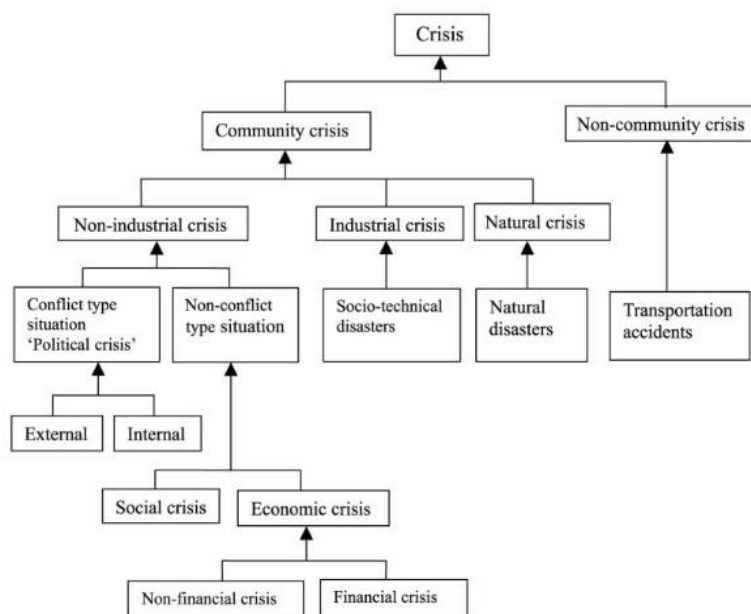 Crisis
Community crisis
Non-community crisis
Non-industrial crisis
Industrial crisis
Natural crisis
Conflict type
situation
‘Political crisis’
Non-conflict
type situation
Socio-technical
disasters
Natural
disasters
Transportation
accidents
External
Internal
Social crisis
Economic crisis
Non-financial crisis
Financial crisis